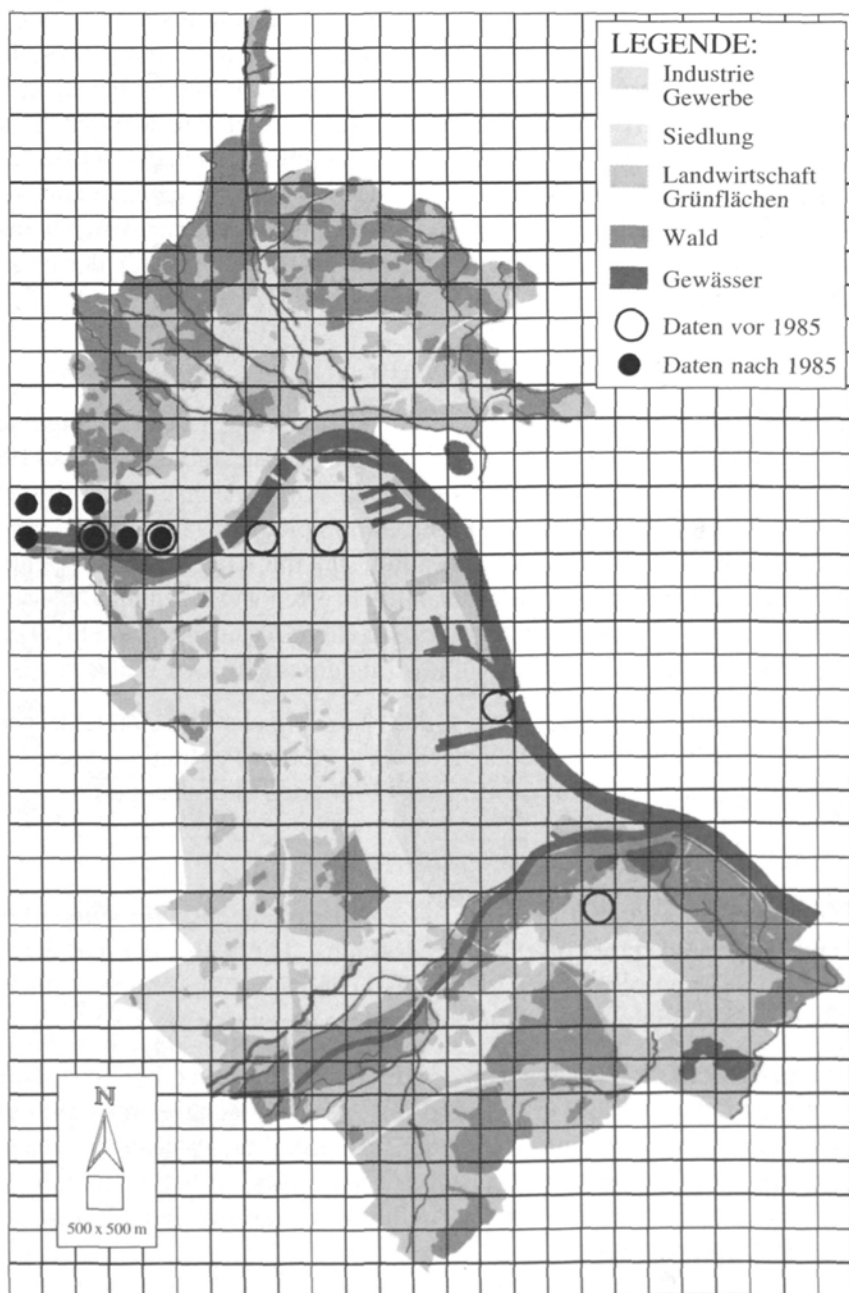 LEGENDE:
Industrie
Gewerbe
Siedlung
Landwirtschaft
Grünflächen
Wald
Gewässer
Daten vor 1985
Daten nach 1985
N
500 x 500 m